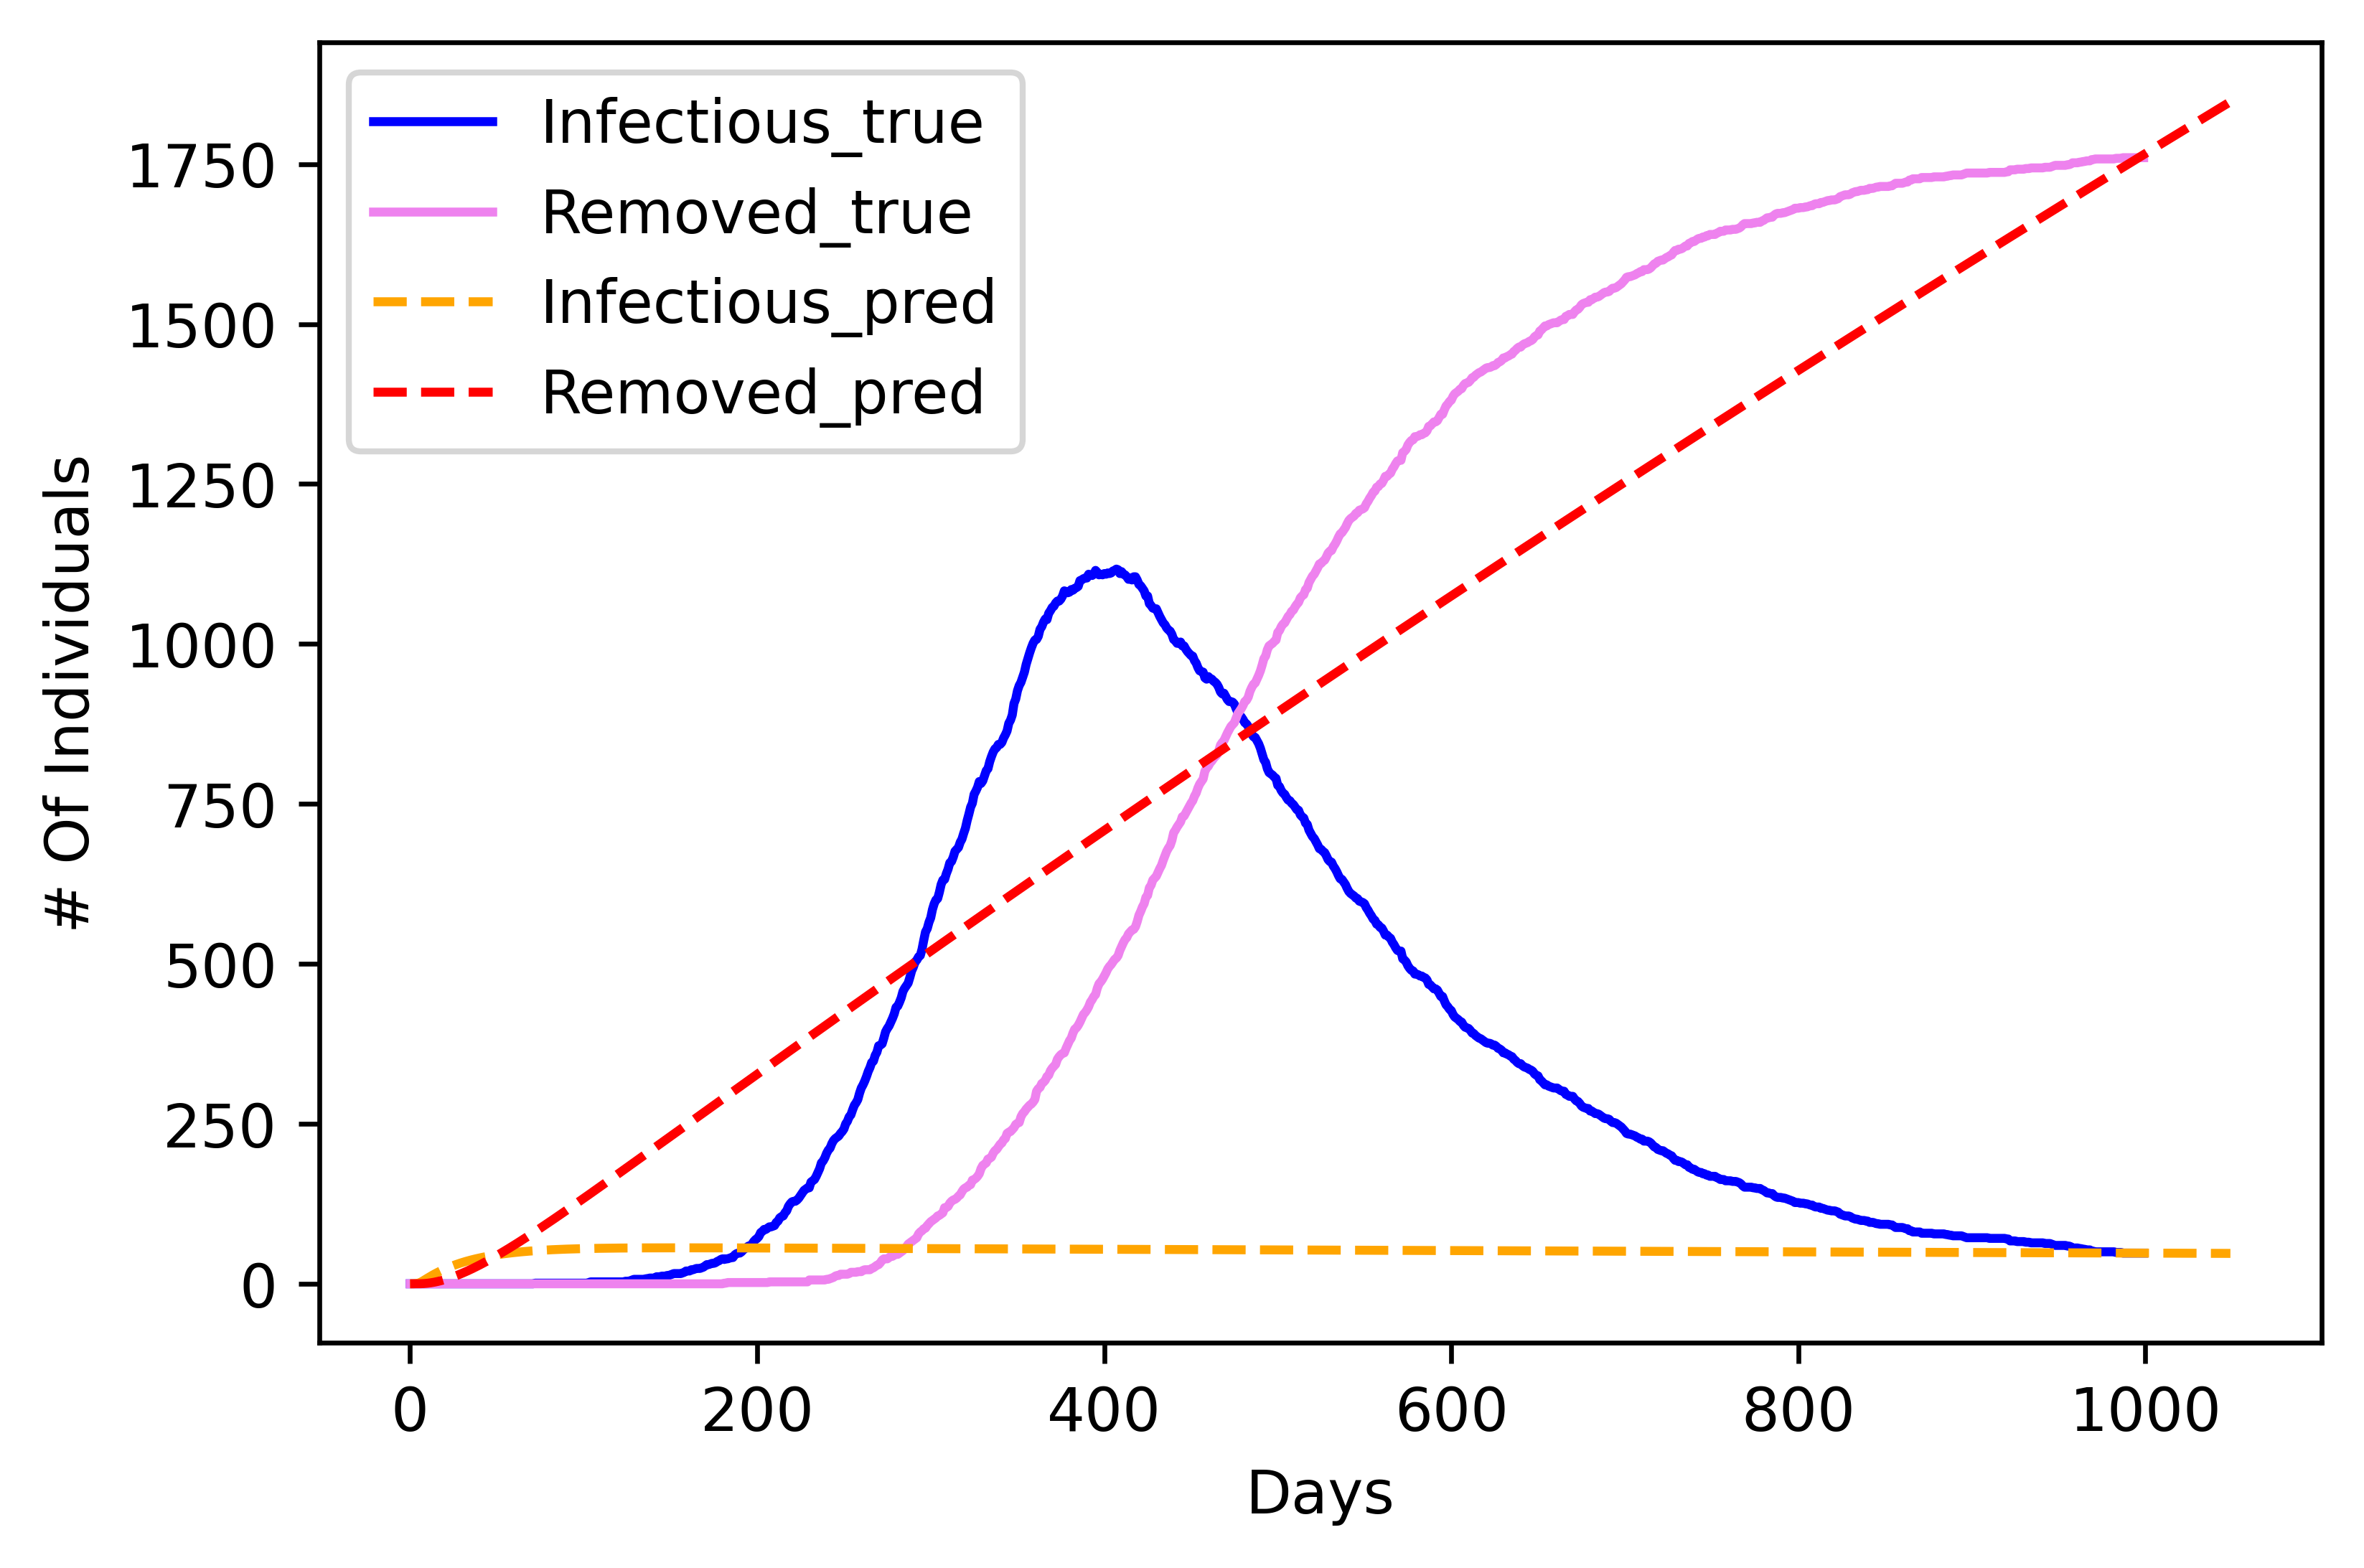 Infectious_true
Removed_true
Infectious_pred
Removed_pred
1750
1500
1250
1000
750
500
250
0
# Of Individuals
0 200 400 600 800 1000
Days